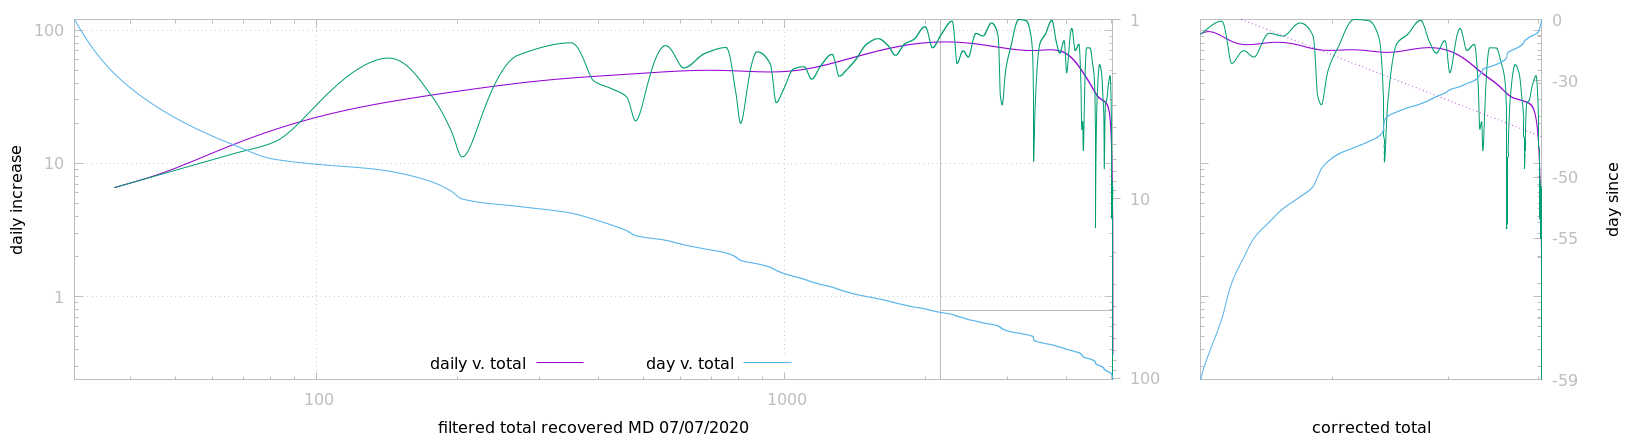 100
10
1
daily increase
daily v. total
day v. total
100
1000
filtered total recovered MD 07/07/2020
1
10
100
0
-30
-50
-55
-59
day since
corrected total